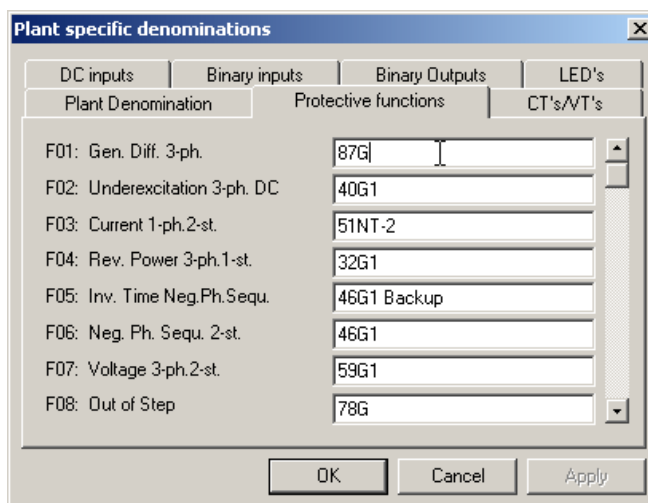 Plant specific denominations
DC inputs Binary inputs Binary Outputs LED's
Plant Denomination Protective functions CT's/VT's
F01: Gen. Diff. 3-ph. 87G
F02: Underexcitation 3-ph. DC 40G1
F03: Current 1-ph.2-st. 51NT-2
F04: Rev. Power 3-ph.1-st. 32G1
F05: Inv. Time Neg.Ph.Sequ. 46G1 Backup
F06: Neg. Ph. Sequ. 2-st. 46G1
F07: Voltage 3-ph.2-st. 59G1
F08: Out of Step 78G
OK Cancel Apply